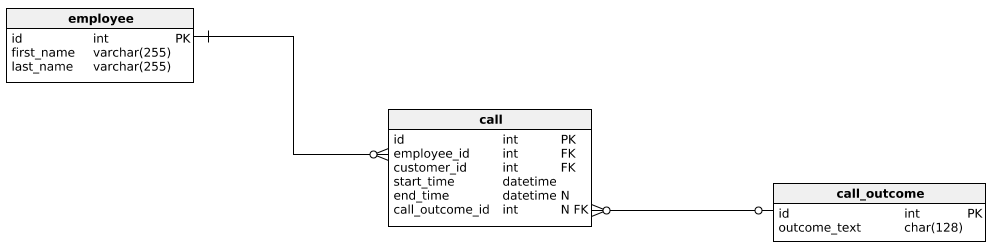 employee
id int PK
first_name varchar(255)
last_name varchar(255)
call
id int PK
employee_id int FK
customer_id int FK
start_time datetime
end_time datetime N
call_outcome_id int N FK
call_outcome
id int PK
outcome_text char(128)